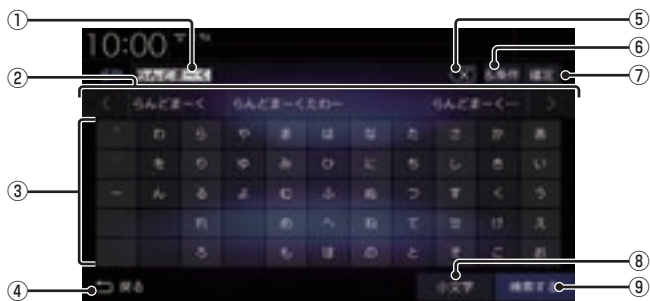 ① ⑤
⑥
10:00
② らんどまーく &条件 確定 ⑦
らんどまーく らんどまーくたわー らんどまーくー
゛ わ ら や ま は な た さ か あ
゜ を り ゆ み ひ に ち し き い
③ ー ん る よ む ふ ぬ つ す く う
れ め へ ね て せ け え
ろ も ほ の と そ こ お
⑧
④ 戻る 小文字 検索する ⑨